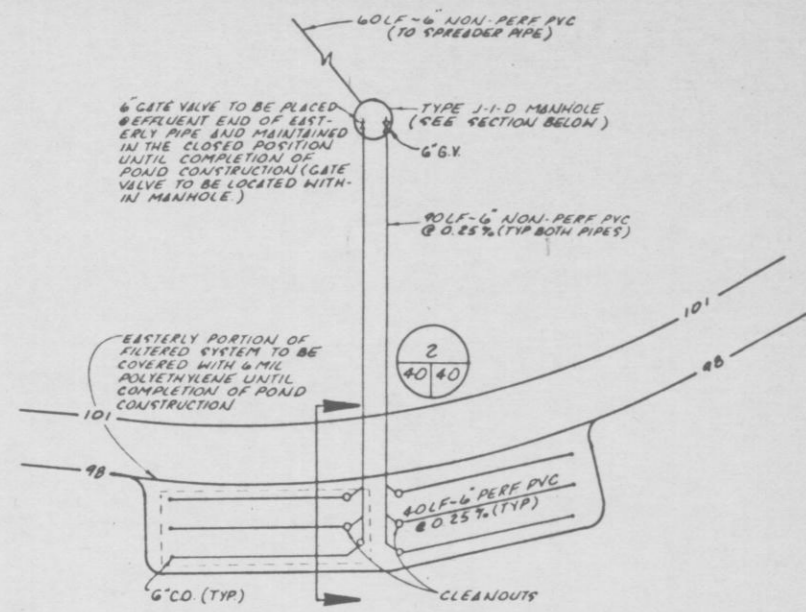 60LF-6" NON-PERF PVC
(TO SPREADER PIPE)
6" GATE VALVE TO BE PLACED
@EFFLUENT END OF EAST-
ERLY PIPE AND MAINTAINED
IN THE CLOSED POSITION
UNTIL COMPLETION OF
POND CONSTRUCTION (GATE
VALVE TO BE LOCATED WITH-
IN MANHOLE.)
TYPE J-1-D MANHOLE
(SEE SECTION BELOW)
6" G.V.
90LF-6" NON-PERF PVC
@ 0.25% (TYP BOTH PIPES)
EASTERLY PORTION OF
FILTERED SYSTEM TO BE
COVERED WITH 6 MIL
POLYETHYLENE UNTIL
COMPLETION OF POND
CONSTRUCTION
2
40 40
101
98
101
98
40LF-6" PERF PVC
@ 0.25% (TYP)
6" C.O. (TYP.)
CLEANOUTS